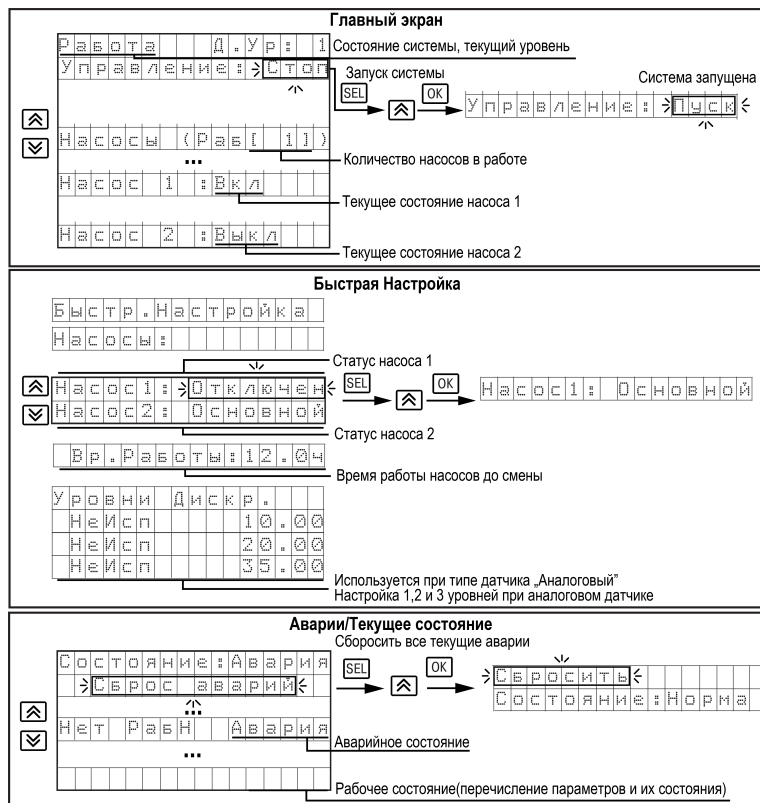 Главный экран
Работа Д.Ур: 1
Состояние системы, текущий уровень
Управление: Стоп
Запуск системы
Система запущена
SEL
OK
Управление: Пуск
Насосы (Раб[ 1])
Количество насосов в работе
...
Насос 1 :Вкл
Текущее состояние насоса 1
Насос 2 :Выкл
Текущее состояние насоса 2
Быстрая Настройка
Быстр.Настройка
Насосы:
Статус насоса 1
Насос1: Отключен
SEL
OK
Насос1: Основной
Насос2: Основной
Статус насоса 2
Вр.Работы:12.0ч
Время работы насосов до смены
Уровни Дискр.
НеИсп 10.00
НеИсп 20.00
НеИсп 35.00
Используется при типе датчика „Аналоговый"
Настройка 1,2 и 3 уровней при аналоговом датчике
Аварии/Текущее состояние
Сбросить все текущие аварии
Состояние:Авария
SEL
OK
Сбросить
Сброс аварий
Состояние:Норма
...
Нет РабН Авария
Аварийное состояние
...
Рабочее состояние(перечисление параметров и их состояния)